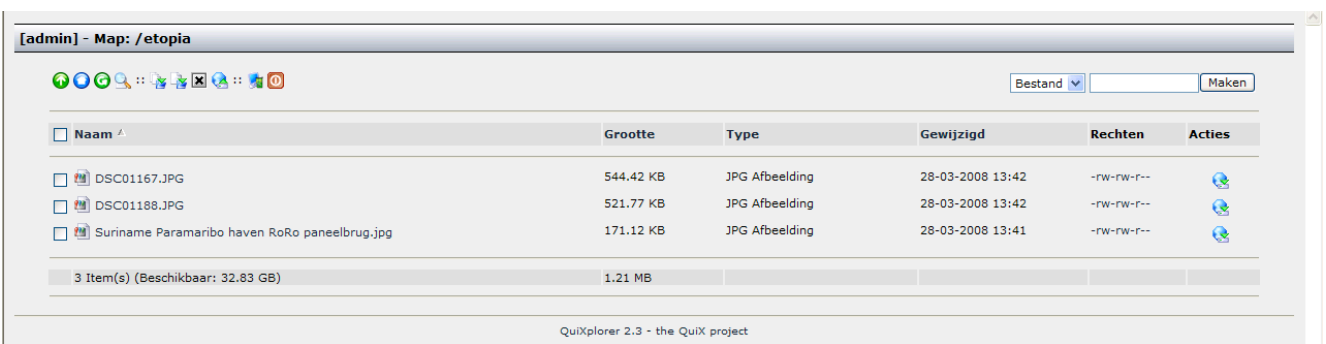 [admin] - Map: /etopia
Bestand Maken
Naam Grootte Type Gewijzigd Rechten Acties
DSC01167.JPG 544.42 KB JPG Afbeelding 28-03-2008 13:42 -rw-rw-r--
DSC01188.JPG 521.77 KB JPG Afbeelding 28-03-2008 13:42 -rw-rw-r--
Suriname Paramaribo haven RoRo paneelbrug.jpg 171.12 KB JPG Afbeelding 28-03-2008 13:41 -rw-rw-r--
3 Item(s) (Beschikbaar: 32.83 GB) 1.21 MB
QuiXplorer 2.3 - the QuiX project